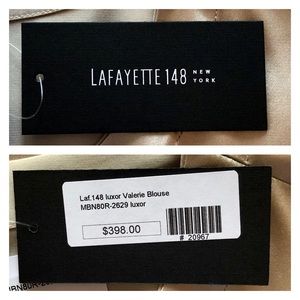 LAFAYETTE 148 NEW
YORK
Laf.148 luxor Valerie Blouse
MBN80R-2629 luxor
$398.00
# 20967